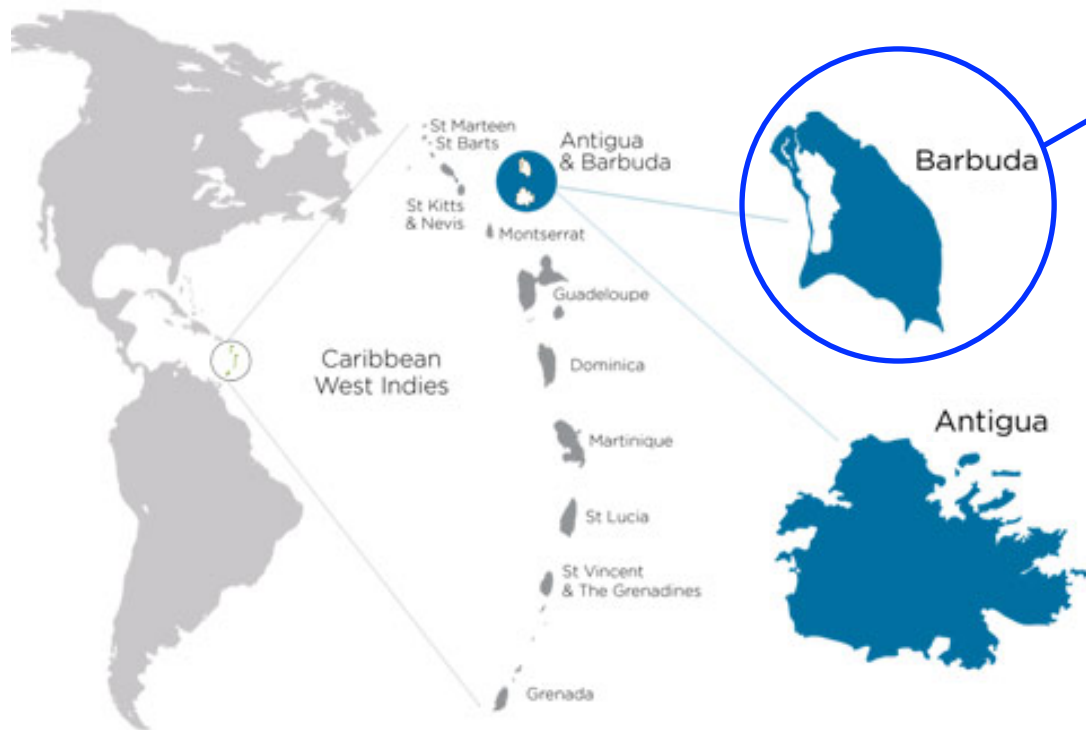 St Marteen
St Barts
Antigua
& Barbuda
St Kitts
& Nevis
Montserrat
Guadeloupe
Caribbean
West Indies
Dominica
Martinique
St Lucia
St Vincent
& The Grenadines
Grenada
Barbuda
Antigua